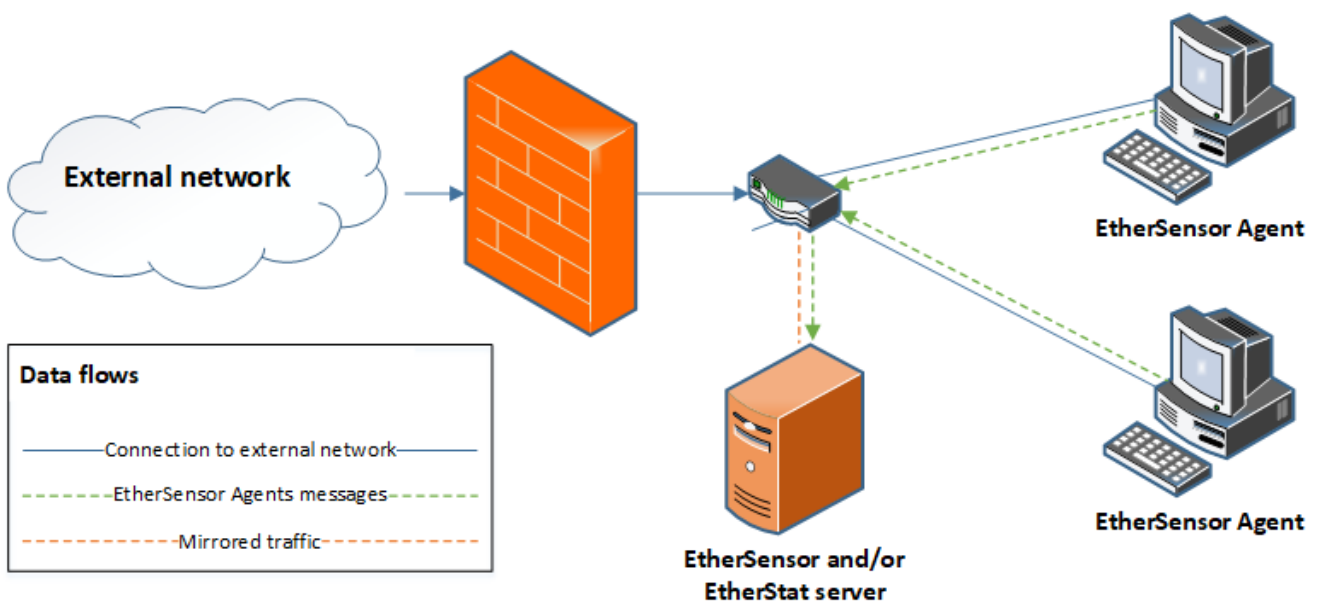 External network
EtherSensor Agent
Data flows
Connection to external network
EtherSensor Agents messages
Mirrored traffic
EtherSensor and/or
EtherStat server
EtherSensor Agent